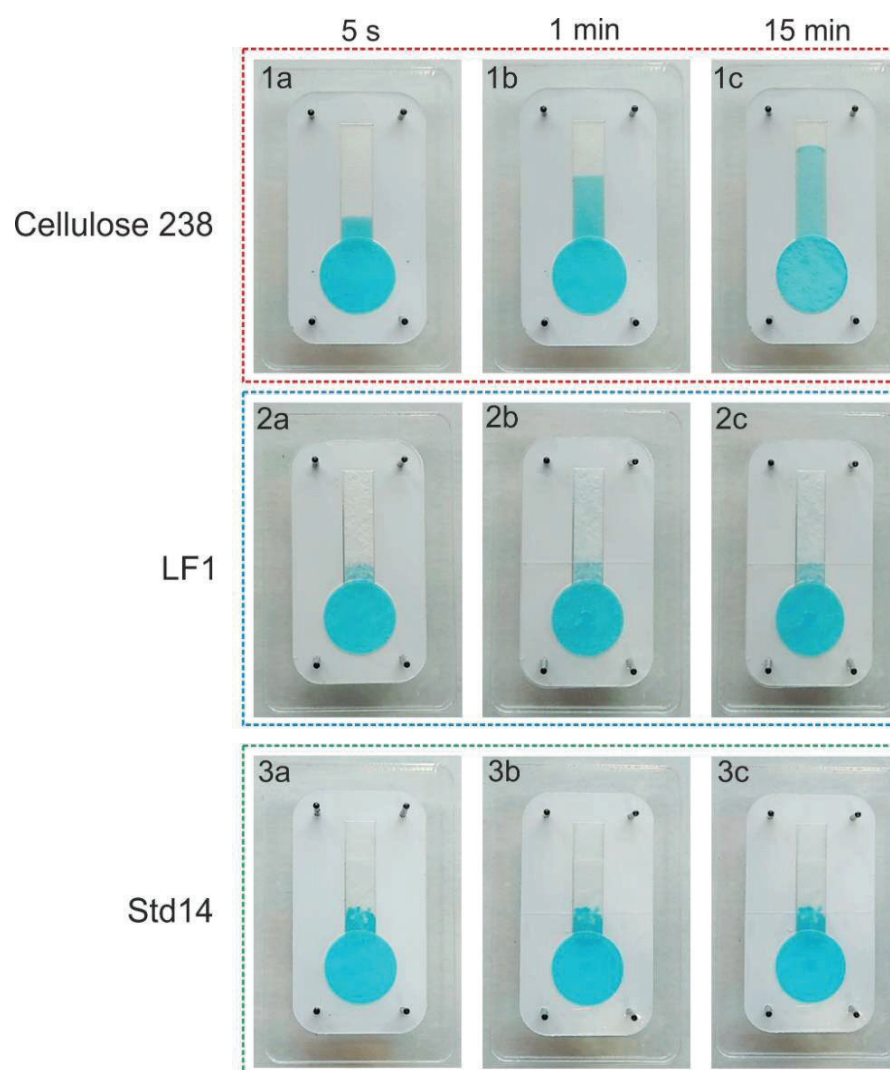 5 s 1 min 15 min
1a 1b 1c
Cellulose 238
2a 2b 2c
LF1
3a 3b 3c
Std14